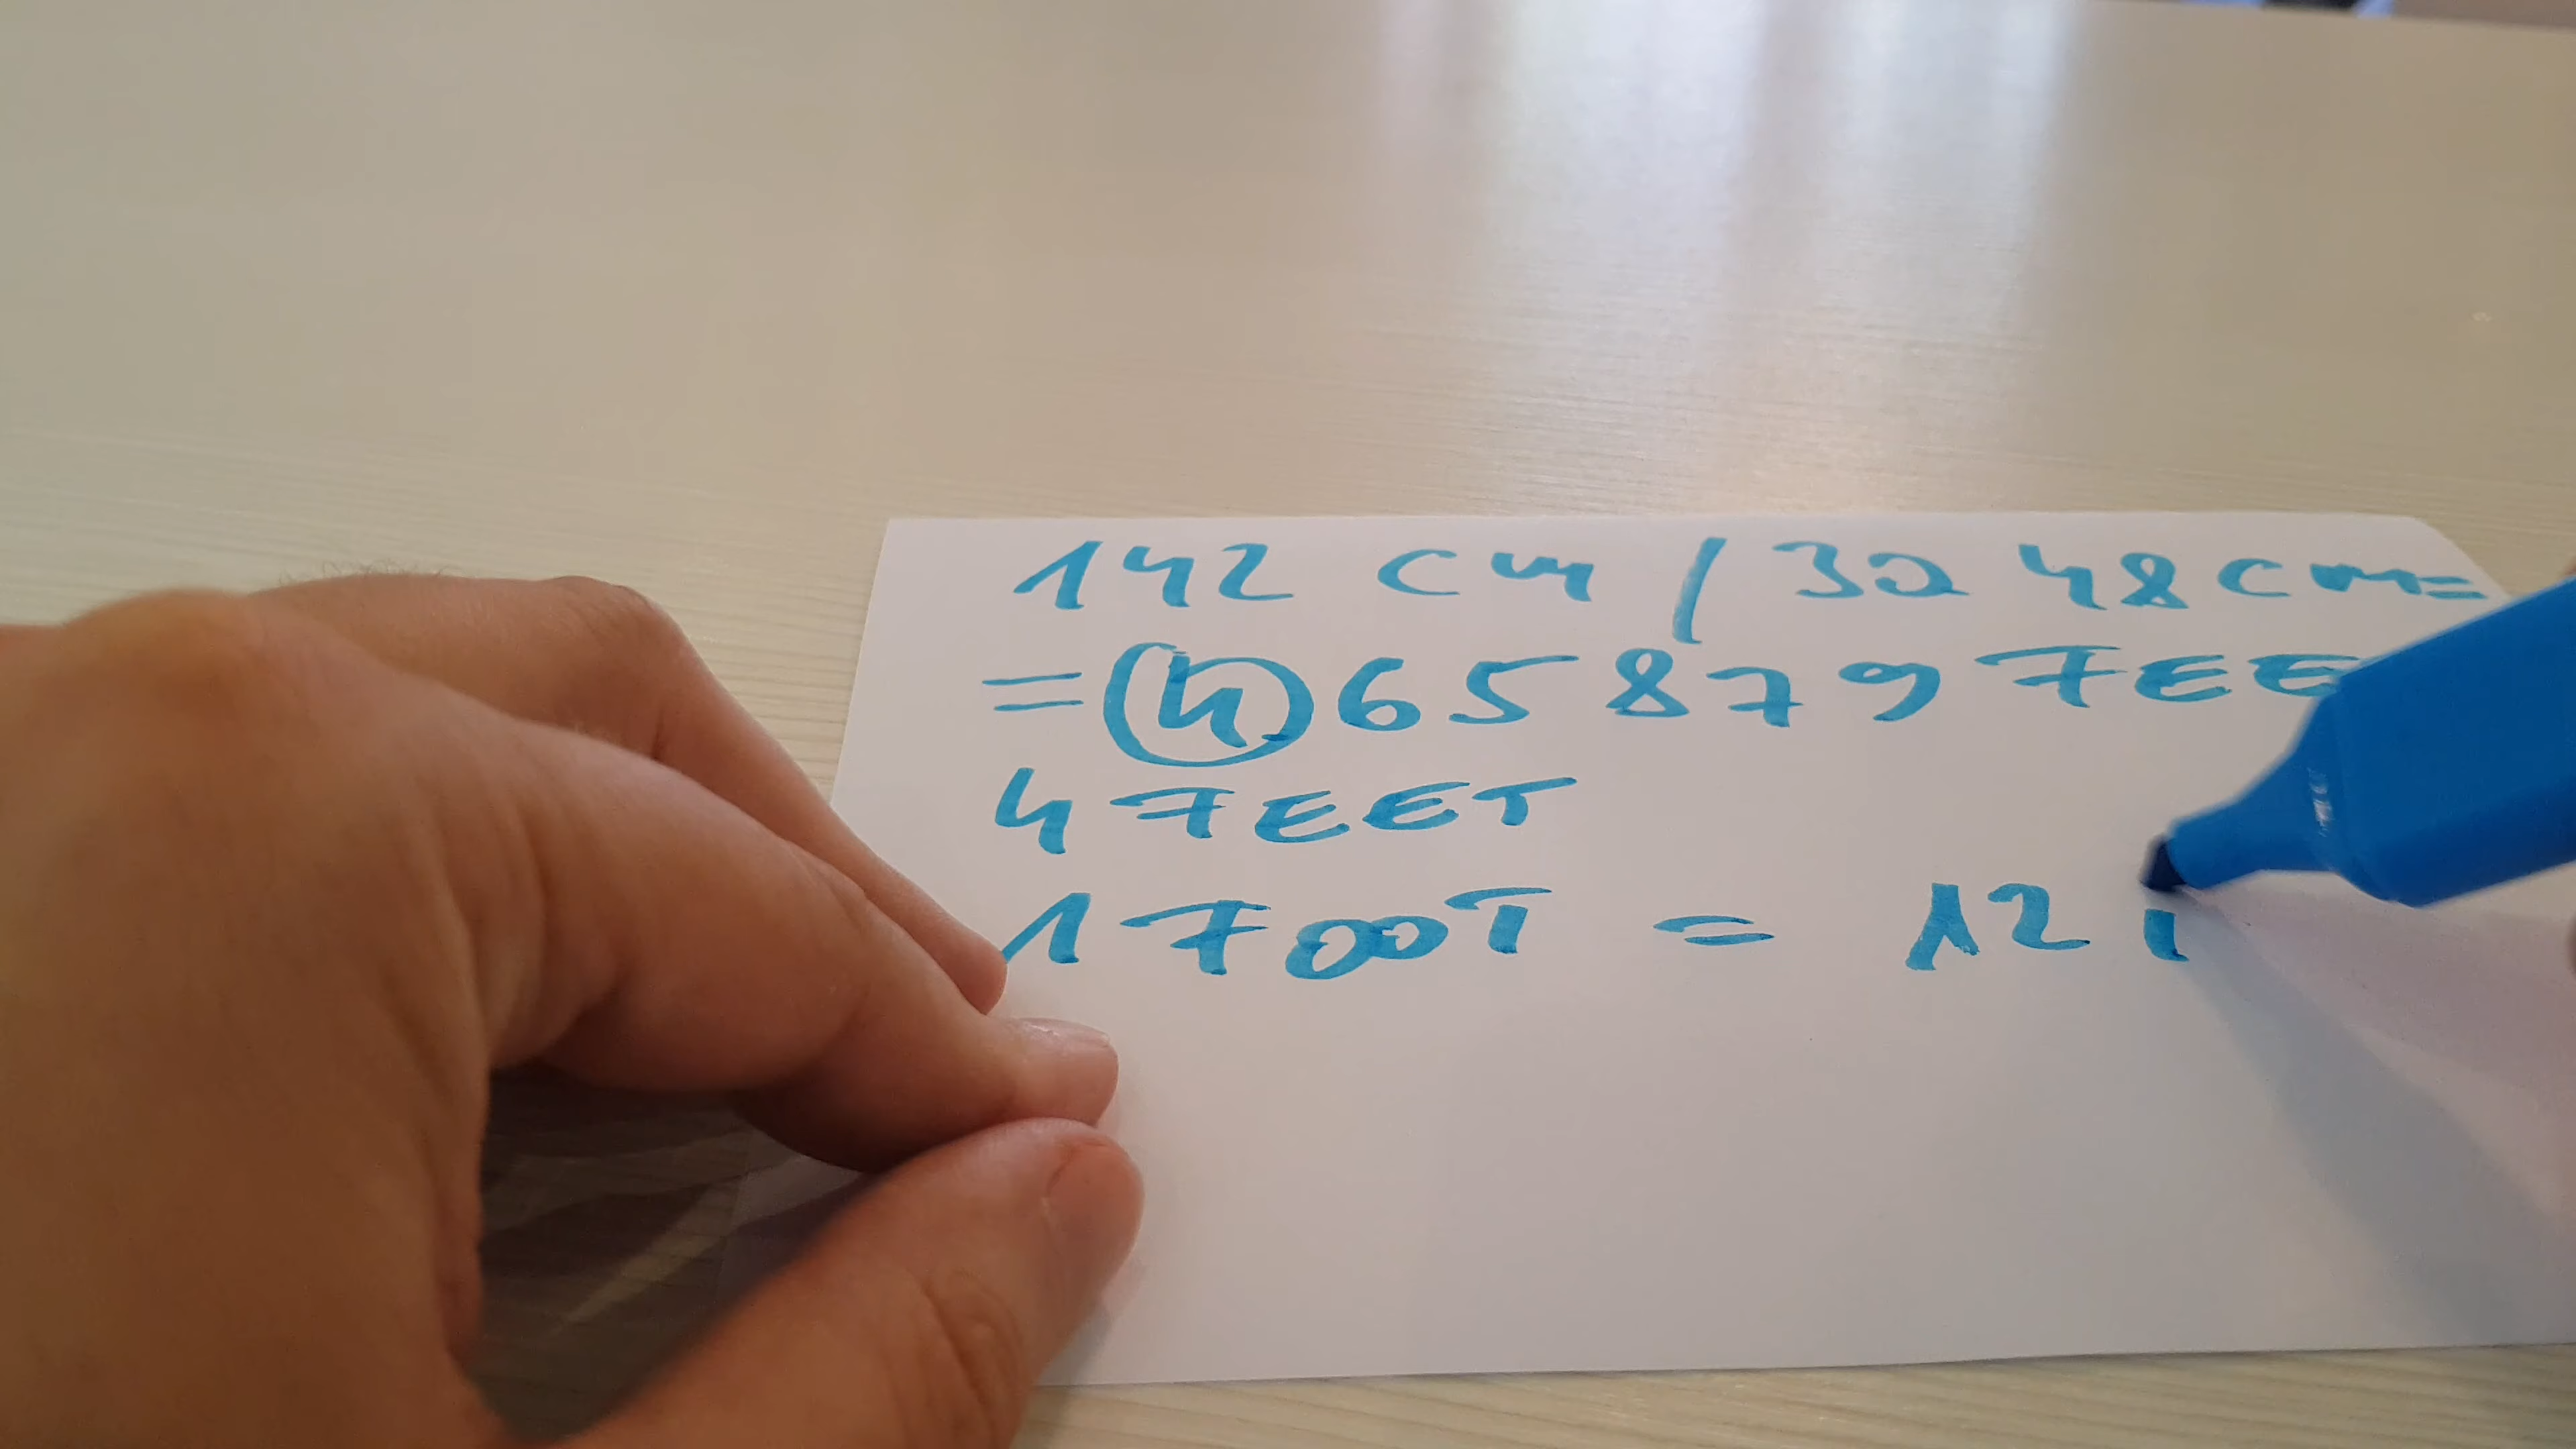 142 cm / 30 48 cm=
= 4 65879 FEE
4 FEET
1 FOOT = 12 I